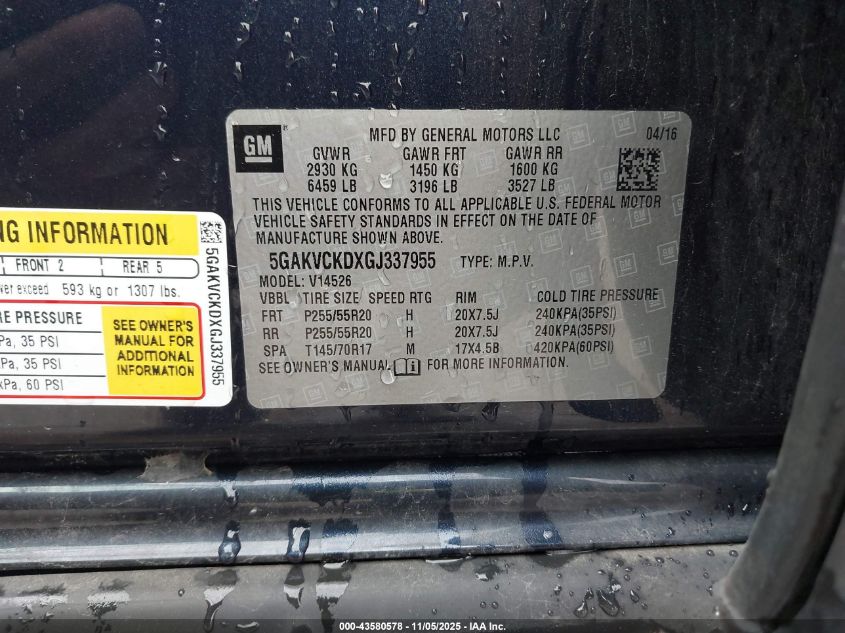 GM
MFD BY GENERAL MOTORS LLC 04/16
GVWR GAWR FRT GAWR RR
2930 KG 1450 KG 1600 KG
6459 LB 3196 LB 3527 LB
THIS VEHICLE CONFORMS TO ALL APPLICABLE U.S. FEDERAL MOTOR
VEHICLE SAFETY STANDARDS IN EFFECT ON THE DATE OF
MANUFACTURE SHOWN ABOVE.
5GAKVCKDXGJ337955 TYPE: M.P.V.
MODEL: V14526
VBBL TIRE SIZE SPEED RTG RIM COLD TIRE PRESSURE
FRT P255/55R20 H 20X7.5J 240KPA(35PSI)
RR P255/55R20 H 20X7.5J 240KPA(35PSI)
SPA T145/70R17 M 17X4.5B 420KPA(60PSI)
SEE OWNER'S MANUAL i FOR MORE INFORMATION.
NG INFORMATION
FRONT 2 REAR 5
ver exceed 593 kg or 1307 lbs.
RE PRESSURE
Pa, 35 PSI
Pa, 35 PSI
kPa, 60 PSI
SEE OWNER'S
MANUAL FOR
ADDITIONAL
INFORMATION
5GAKVCKDXGJ337955
000-43580578 - 11/05/2025 - IAA Inc.